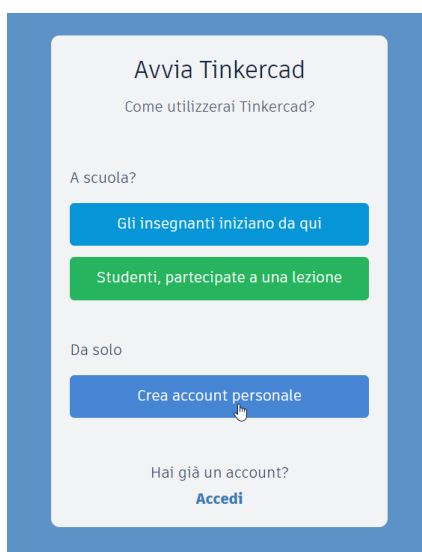 Avvia Tinkercad
Come utilizzerai Tinkercad?
A scuola?
Gli insegnanti iniziano da qui
Studenti, partecipate a una lezione
Da solo
Crea account personale
Hai già un account?
Accedi